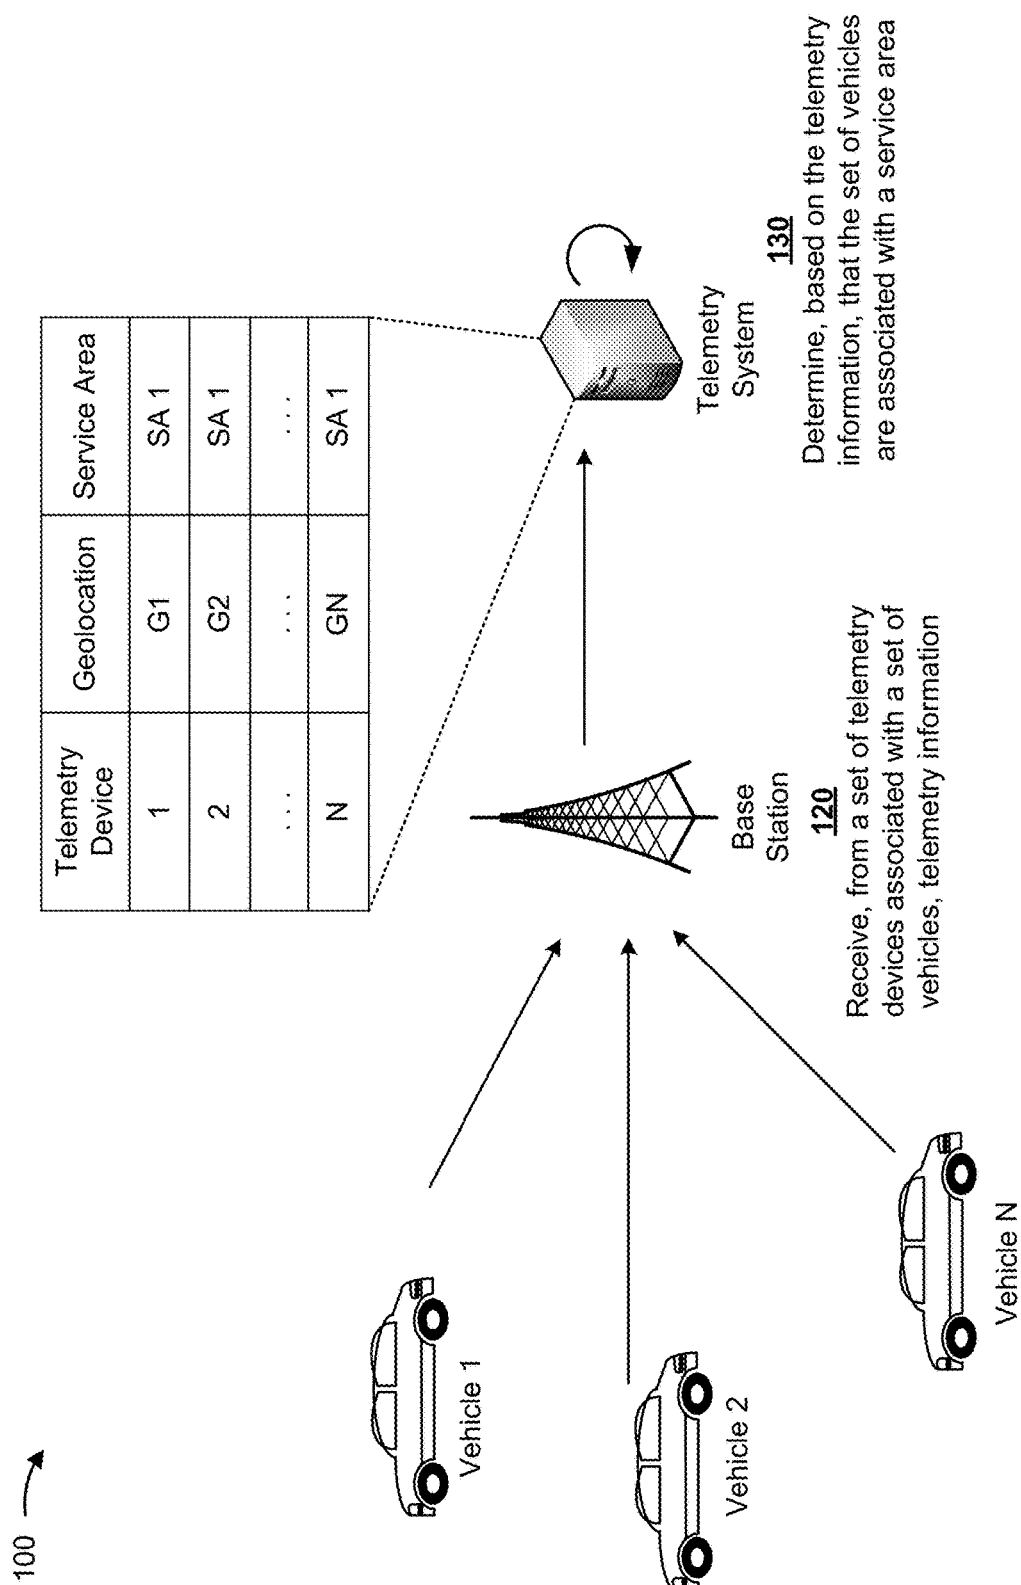 100
Telemetry
Device
Geolocation
Service Area
1
G1
SA 1
2
G2
SA 1
. . . .
. . .
. . . .
N
GN
SA 1
Vehicle 1
Vehicle 2
Vehicle N
Base
Station
120
Receive, from a set of telemetry
devices associated with a set of
vehicles, telemetry information
Telemetry
System
130
Determine, based on the telemetry
information, that the set of vehicles
are associated with a service area